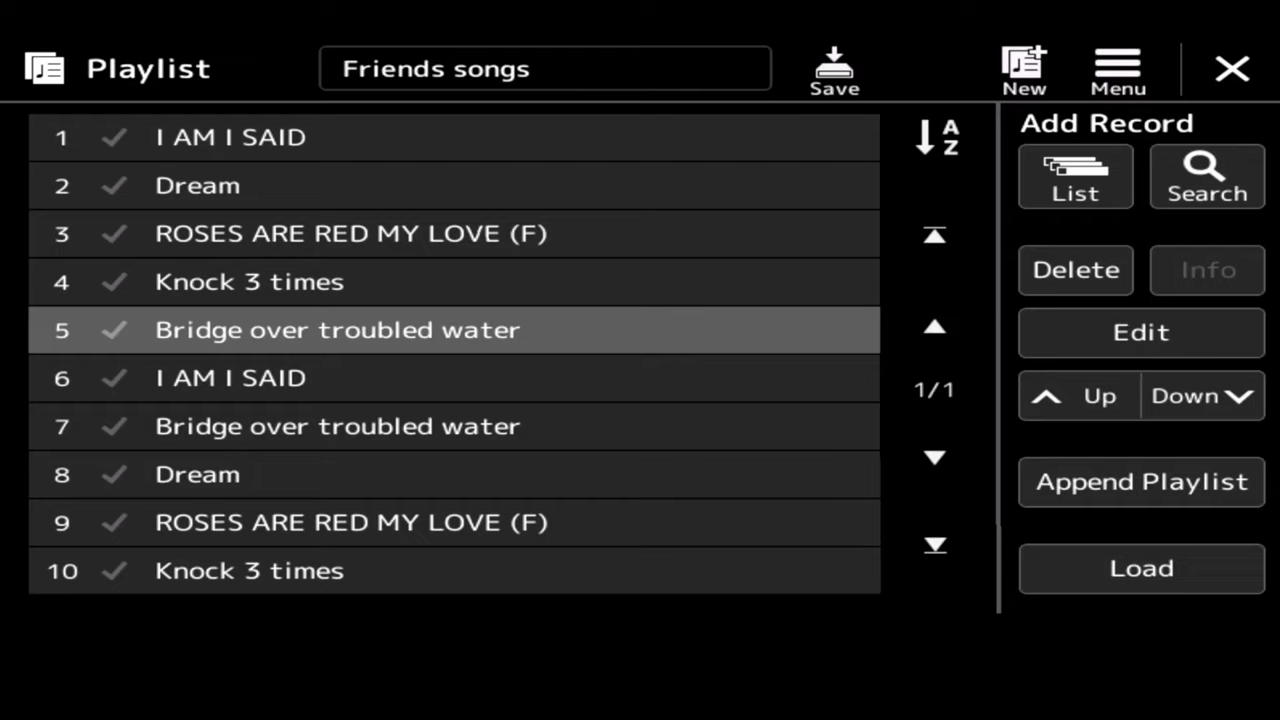 Playlist
Friends songs
Save
New
Menu
1 I AM I SAID
2 Dream
3 ROSES ARE RED MY LOVE (F)
4 Knock 3 times
5 Bridge over troubled water
6 I AM I SAID
7 Bridge over troubled water
8 Dream
9 ROSES ARE RED MY LOVE (F)
10 Knock 3 times
A
Z
1/1
Add Record
List
Search
Delete
Info
Edit
Up
Down
Append Playlist
Load